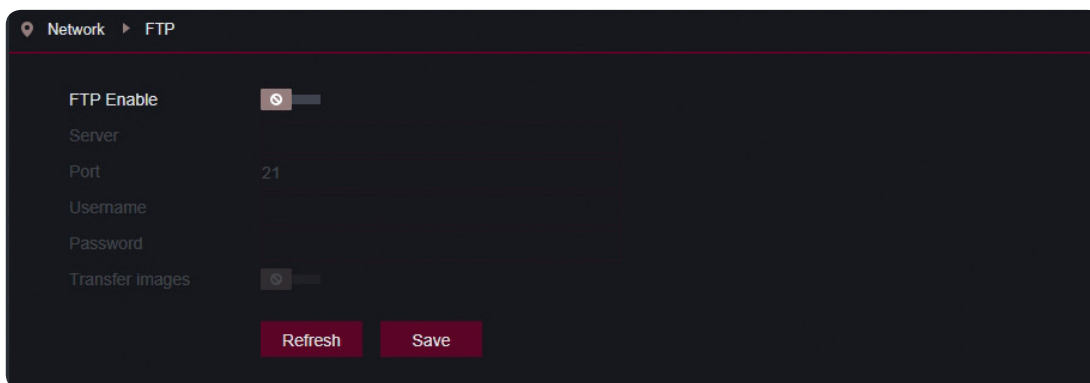 Network FTP
FTP Enable
Server
Port 21
Username
Password
Transfer images
Refresh Save